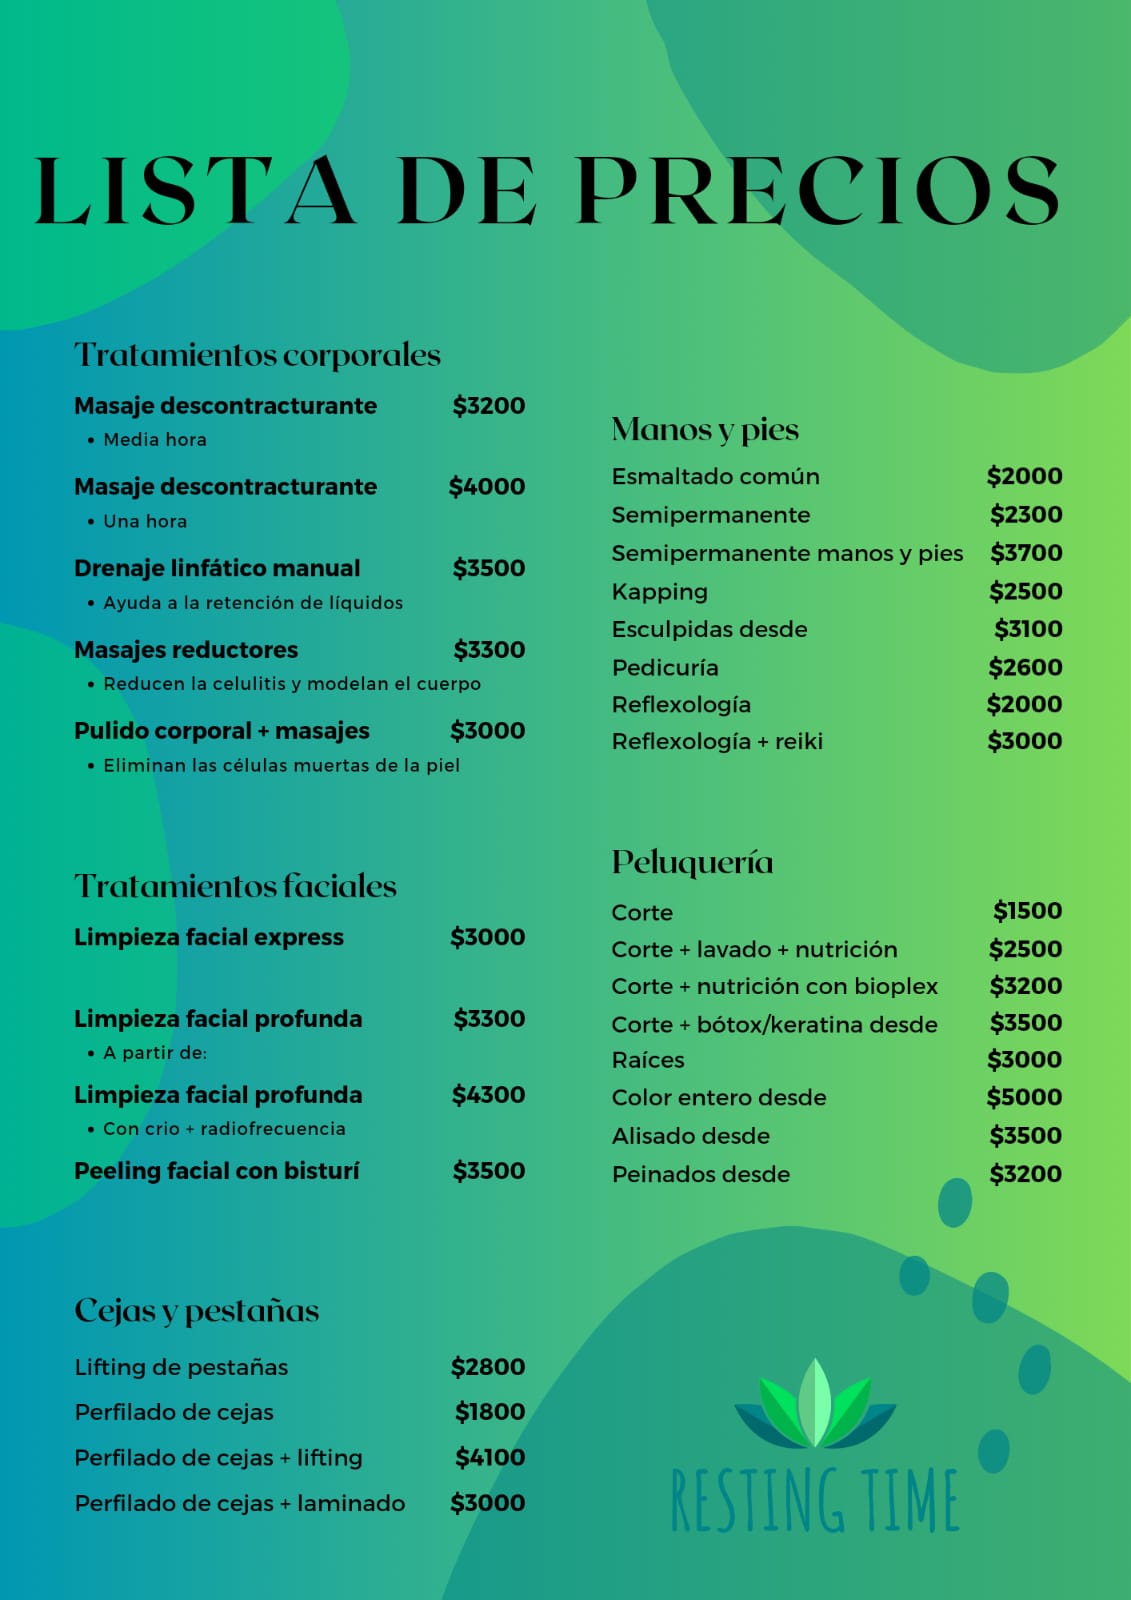 LISTA DE PRECIOS
Tratamientos corporales
Masaje descontracturante $3200
• Media hora
Masaje descontracturante $4000
• Una hora
Drenaje linfático manual $3500
• Ayuda a la retención de líquidos
Masajes reductores $3300
• Reducen la celulitis y modelan el cuerpo
Pulido corporal + masajes $3000
• Eliminan las células muertas de la piel
Tratamientos faciales
Limpieza facial express $3000
Limpieza facial profunda $3300
• A partir de:
Limpieza facial profunda $4300
• Con crio + radiofrecuencia
Peeling facial con bisturí $3500
Cejas y pestañas
Lifting de pestañas $2800
Perfilado de cejas $1800
Perfilado de cejas + lifting $4100
Perfilado de cejas + laminado $3000
Manos y pies
Esmaltado común $2000
Semipermanente $2300
Semipermanente manos y pies $3700
Kapping $2500
Esculpidas desde $3100
Pedicuría $2600
Reflexología $2000
Reflexología + reiki $3000
Peluquería
Corte $1500
Corte + lavado + nutrición $2500
Corte + nutrición con bioplex $3200
Corte + bótox/keratina desde $3500
Raíces $3000
Color entero desde $5000
Alisado desde $3500
Peinados desde $3200
RESTING TIME